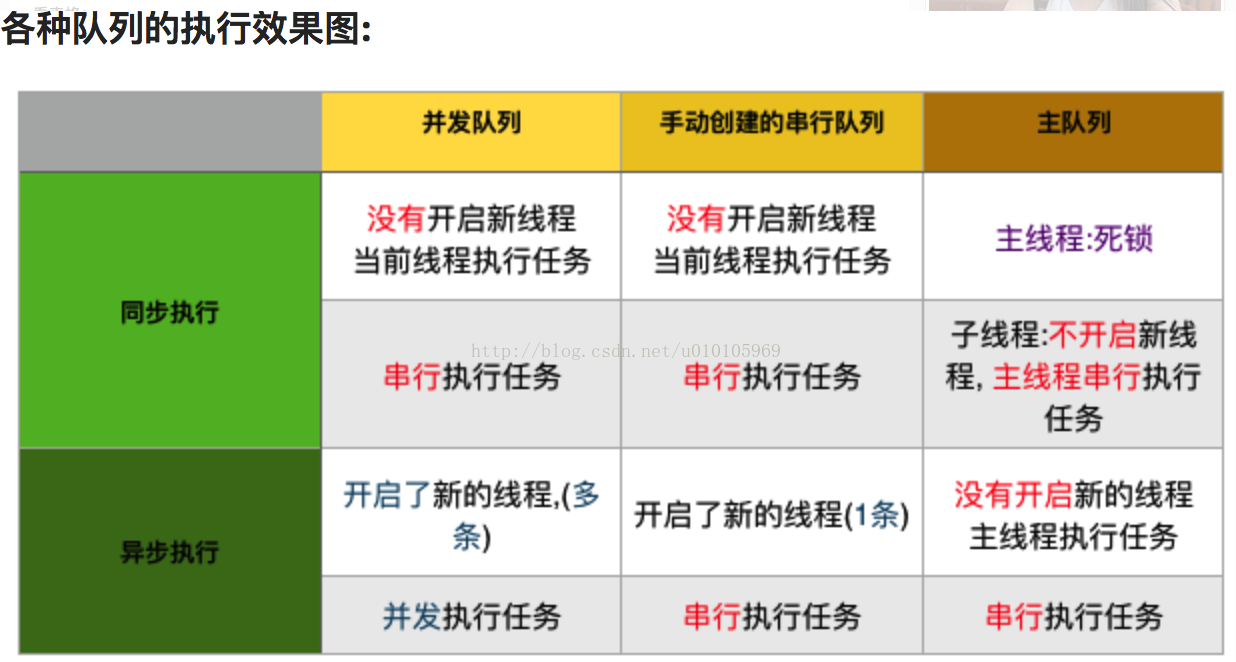 各种队列的执行效果图:
并发队列
手动创建的串行队列
主队列
同步执行
没有开启新线程
当前线程执行任务
没有开启新线程
当前线程执行任务
主线程:死锁
串行执行任务
串行执行任务
子线程:不开启新线
程, 主线程串行执行
任务
http://blog.csdn.net/u010105969
异步执行
开启了新的线程,(多
条)
开启了新的线程(1条)
没有开启新的线程
主线程执行任务
并发执行任务
串行执行任务
串行执行任务